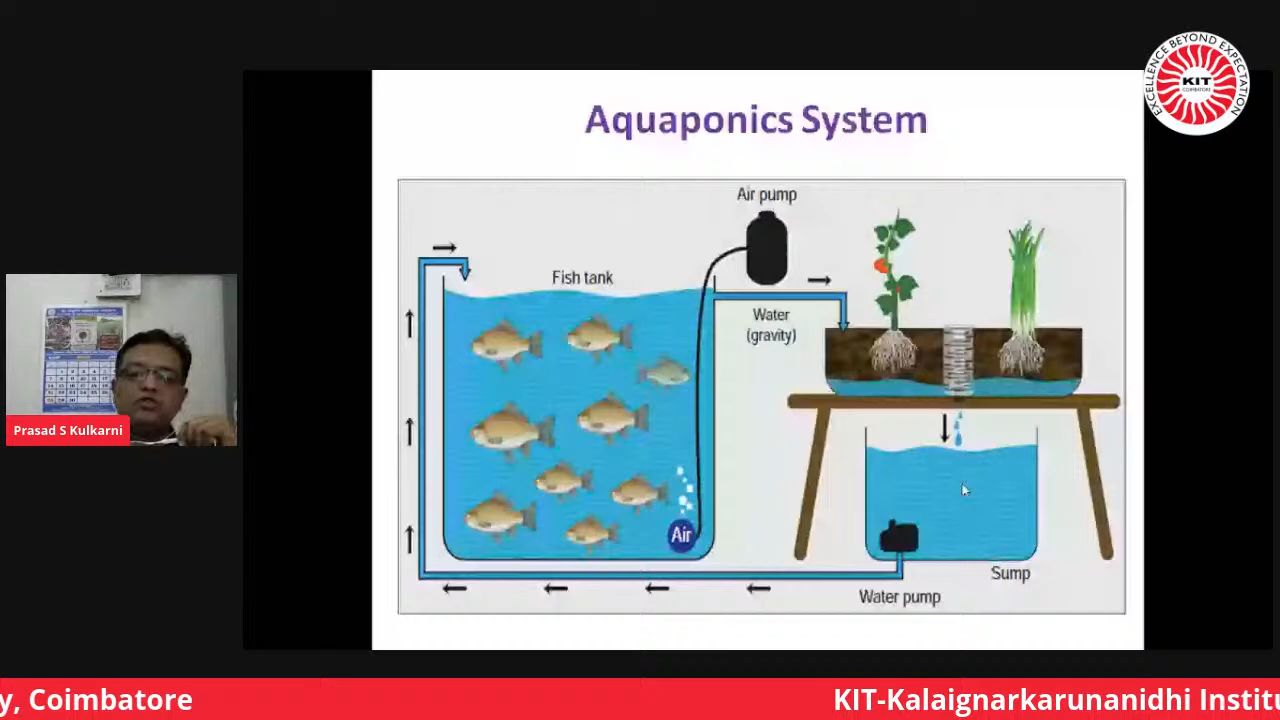 EXCELLENCE BEYOND EXPECTATION
KIT
COIMBATORE
Aquaponics System
Air pump
Fish tank
Water
(gravity)
Air
Sump
Water pump
Prasad S Kulkarni
y, Coimbatore
KIT-Kalaignarkarunanidhi Institu